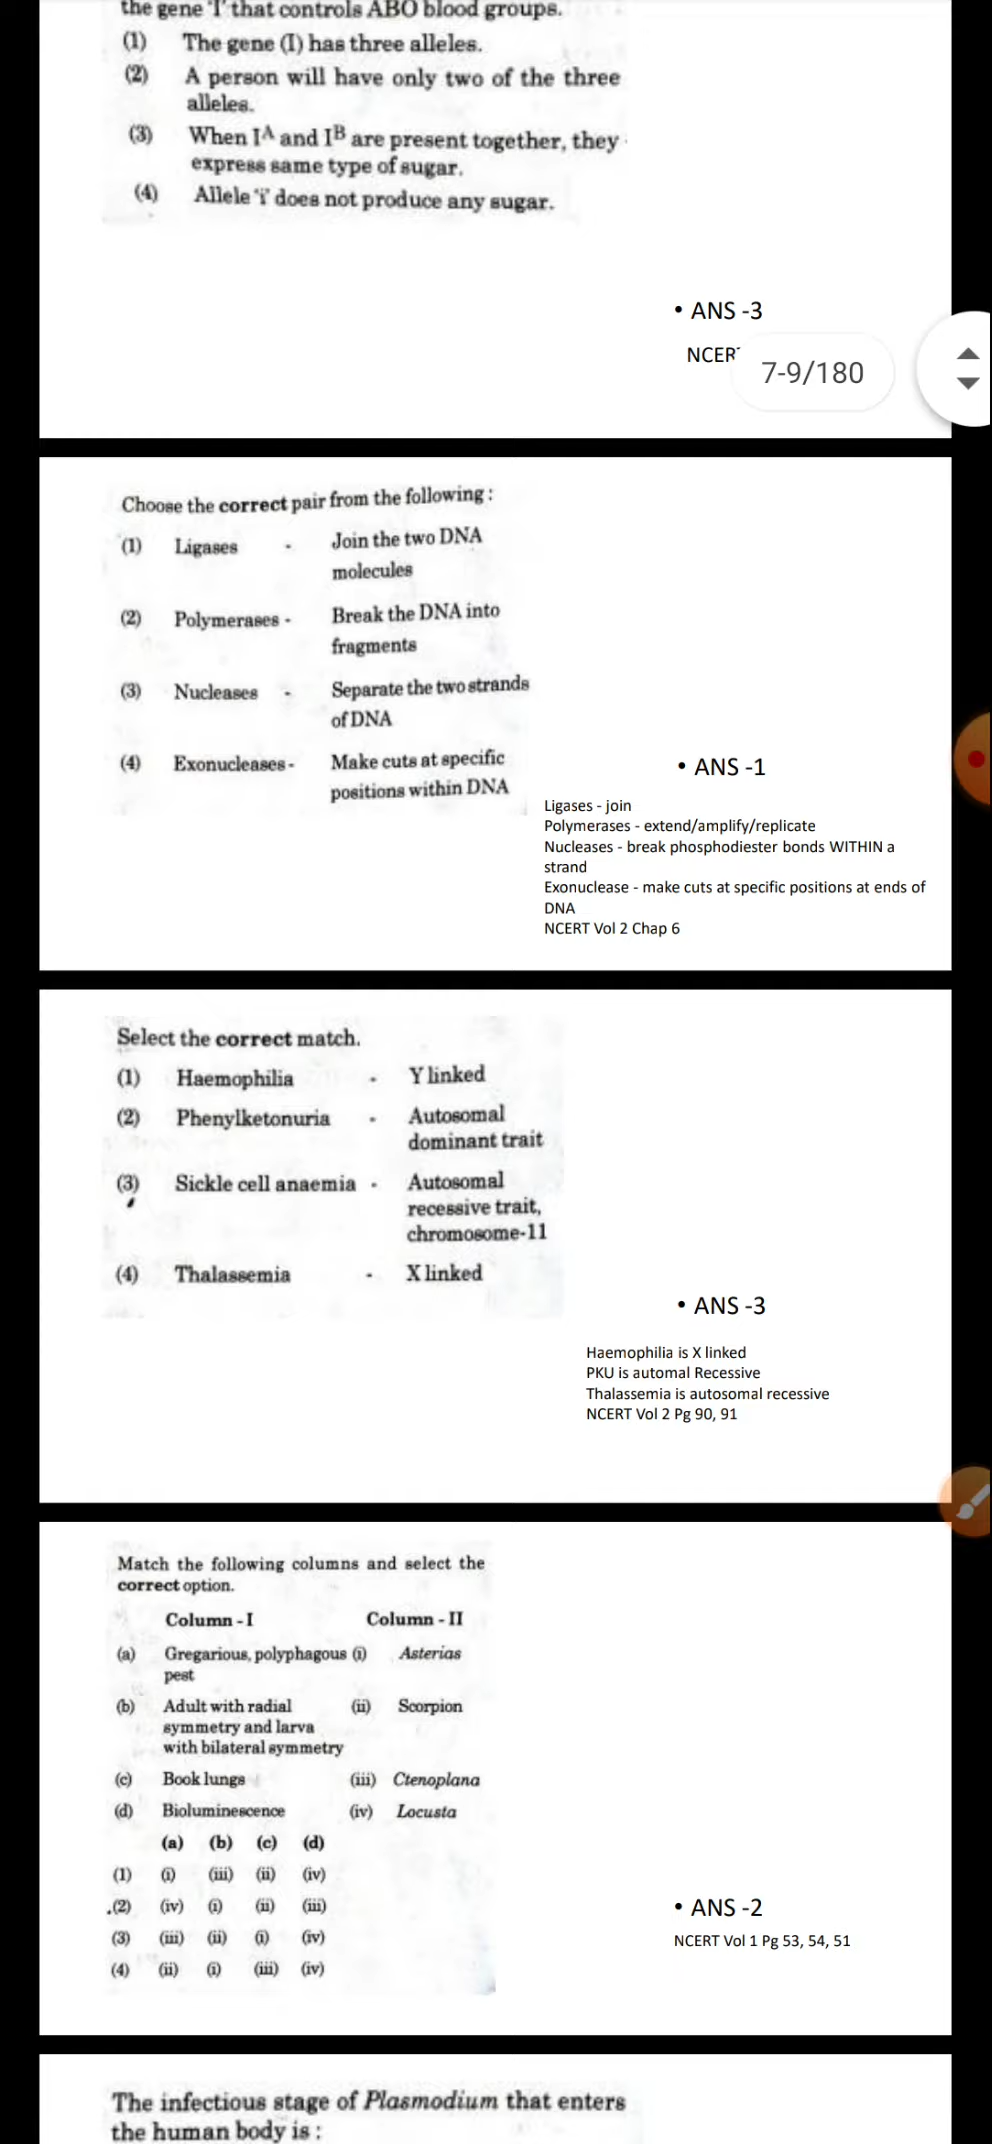 the gene 'I' that controls ABO blood groups.
(1) The gene (I) has three alleles.
(2) A person will have only two of the three
alleles.
(3) When I^A and I^B are present together, they
express same type of sugar.
(4) Allele 'i' does not produce any sugar.
• ANS -3
NCER
7-9/180
Choose the correct pair from the following :
(1) Ligases - Join the two DNA
molecules
(2) Polymerases - Break the DNA into
fragments
(3) Nucleases - Separate the two strands
of DNA
(4) Exonucleases - Make cuts at specific
positions within DNA
• ANS -1
Ligases - join
Polymerases - extend/amplify/replicate
Nucleases - break phosphodiester bonds WITHIN a
strand
Exonuclease - make cuts at specific positions at ends of
DNA
NCERT Vol 2 Chap 6
Select the correct match.
(1) Haemophilia - Y linked
(2) Phenylketonuria - Autosomal
dominant trait
(3) Sickle cell anaemia - Autosomal
recessive trait,
chromosome-11
(4) Thalassemia - X linked
• ANS -3
Haemophilia is X linked
PKU is automal Recessive
Thalassemia is autosomal recessive
NCERT Vol 2 Pg 90, 91
Match the following columns and select the
correct option.
Column - I Column - II
(a) Gregarious, polyphagous (i) Asterias
pest
(b) Adult with radial (ii) Scorpion
symmetry and larva
with bilateral symmetry
(c) Book lungs (iii) Ctenoplana
(d) Bioluminescence (iv) Locusta
(a) (b) (c) (d)
(1) (i) (iii) (ii) (iv)
(2) (iv) (i) (ii) (iii)
(3) (iii) (ii) (i) (iv)
(4) (ii) (i) (iii) (iv)
• ANS -2
NCERT Vol 1 Pg 53, 54, 51
The infectious stage of Plasmodium that enters
the human body is :